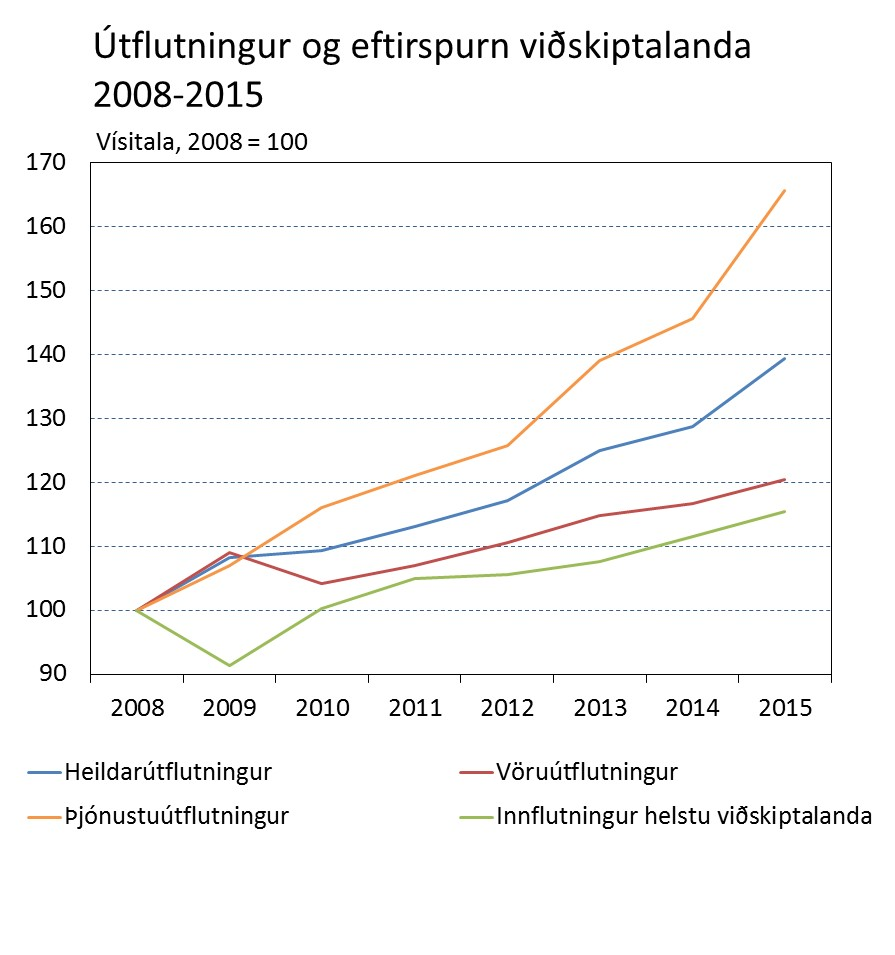 Útflutningur og eftirspurn viðskiptalanda
2008-2015
Vísitala, 2008 = 100
170
160
150
140
130
120
110
100
90
2008 2009 2010 2011 2012 2013 2014 2015
Heildarútflutningur Vöruútflutningur
Þjónustuútflutningur Innflutningur helstu viðskiptalanda